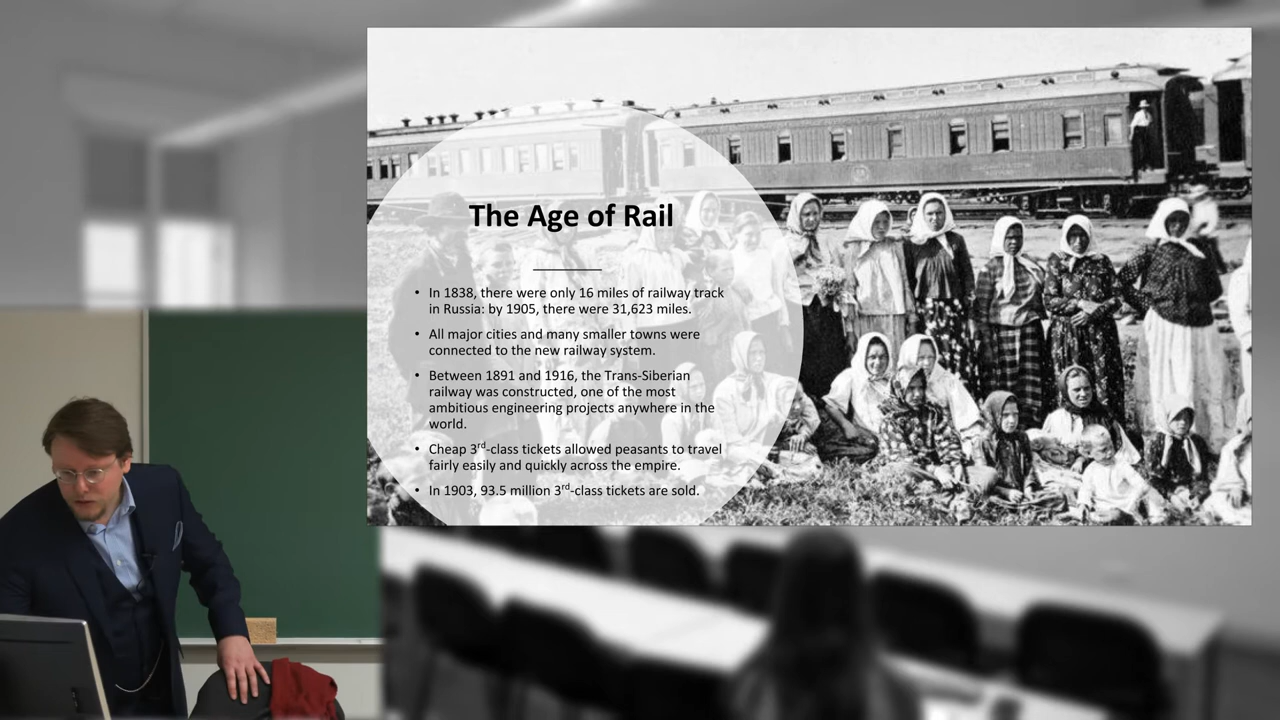 The Age of Rail
• In 1838, there were only 16 miles of railway track
in Russia: by 1905, there were 31,623 miles.
• All major cities and many smaller towns were
connected to the new railway system.
• Between 1891 and 1916, the Trans-Siberian
railway was constructed, one of the most
ambitious engineering projects anywhere in the
world.
• Cheap 3rd-class tickets allowed peasants to travel
fairly easily and quickly across the empire.
• In 1903, 93.5 million 3rd-class tickets are sold.